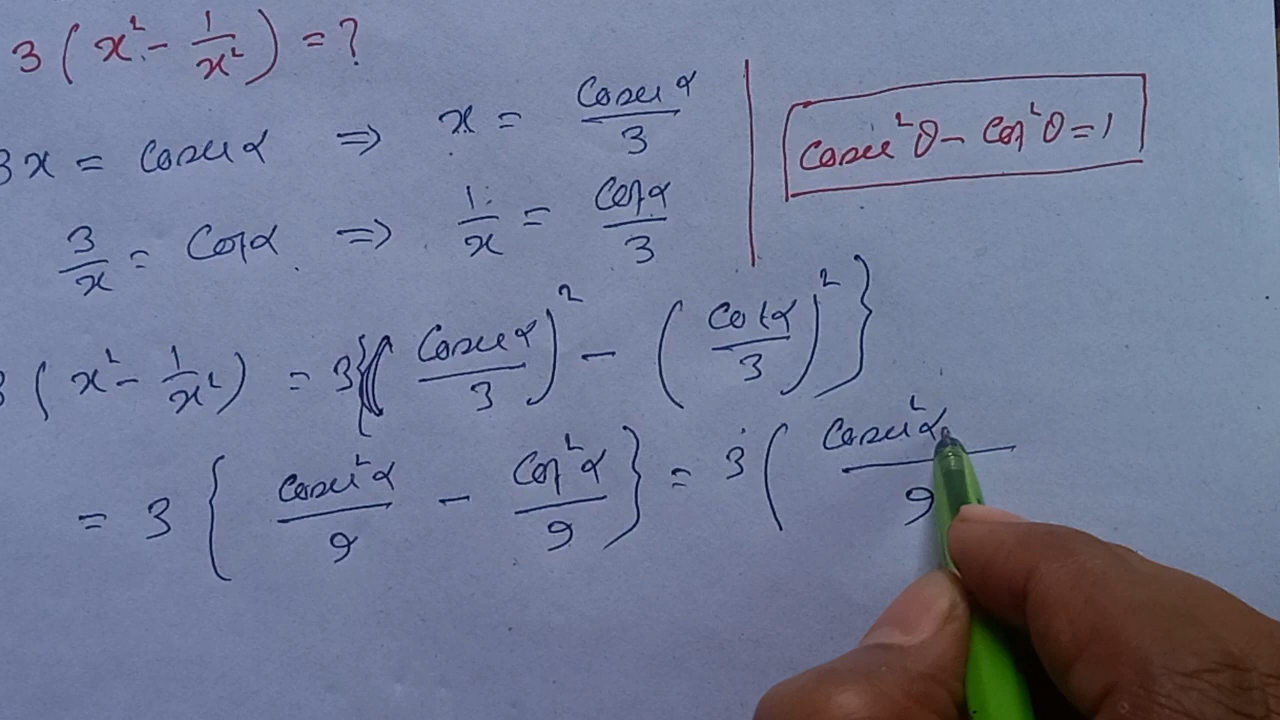 3 ( x² - 1/x² ) = ?
3x = Cosec α ⇒ x = Cosec α / 3
cosec²θ - Cot²θ = 1
3/x = Cot α ⇒ 1/x = Cot α / 3
3 ( x² - 1/x² ) = 3 { ( Cosec α / 3 )² - ( Cot α / 3 )² }
= 3 { Cosec²α / 9 - Cot²α / 9 } = 3 ( Cosec²α / 9